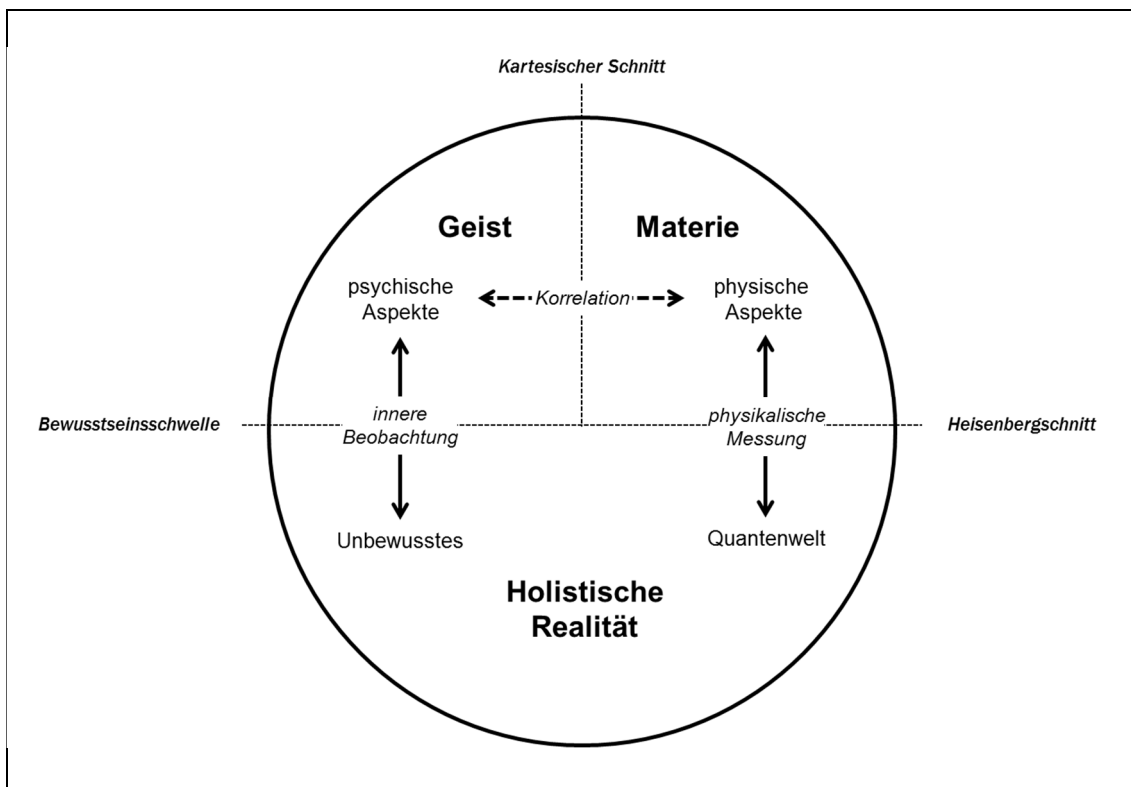 Kartesischer Schnitt
Geist
Materie
psychische
Aspekte
Korrelation
physische
Aspekte
Bewusstseinsschwelle
innere
Beobachtung
physikalische
Messung
Heisenbergschnitt
Unbewusstes
Quantenwelt
Holistische
Realität